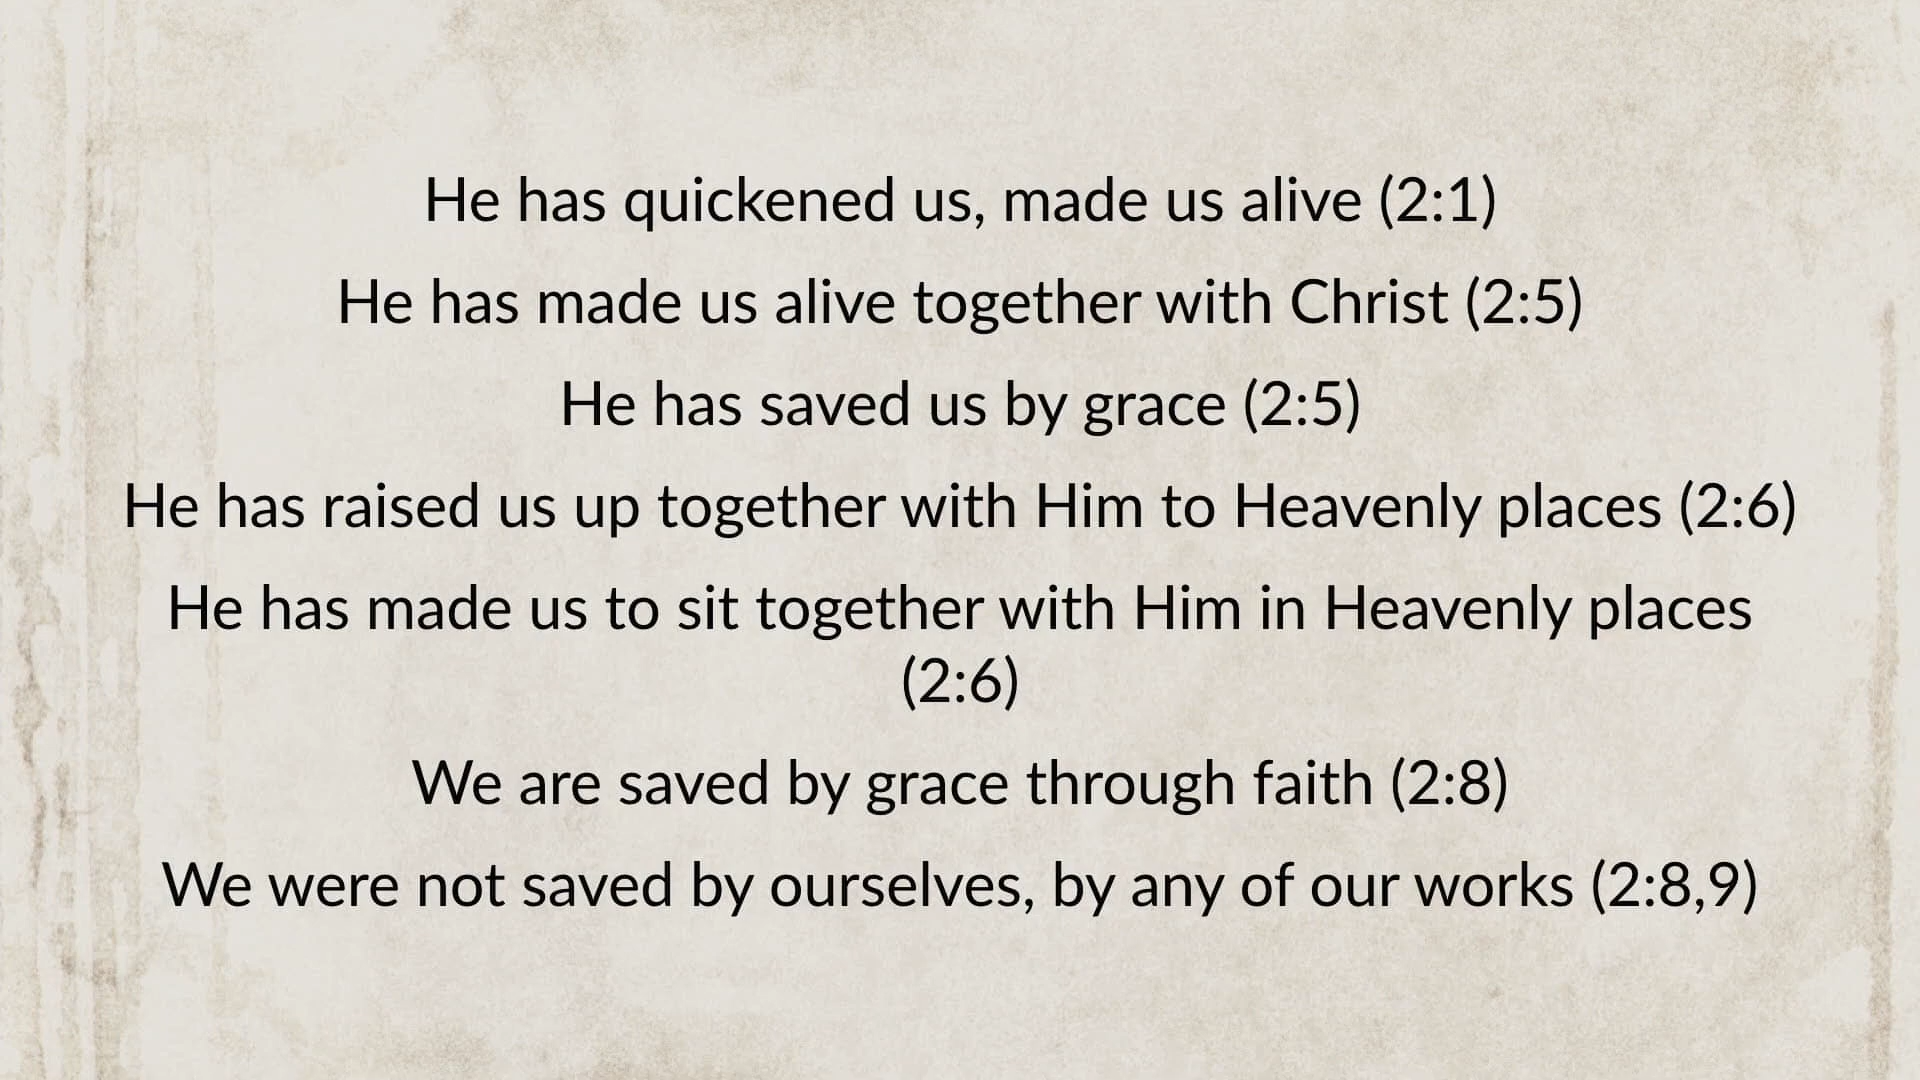 He has quickened us, made us alive (2:1)
He has made us alive together with Christ (2:5)
He has saved us by grace (2:5)
He has raised us up together with Him to Heavenly places (2:6)
He has made us to sit together with Him in Heavenly places
(2:6)
We are saved by grace through faith (2:8)
We were not saved by ourselves, by any of our works (2:8,9)